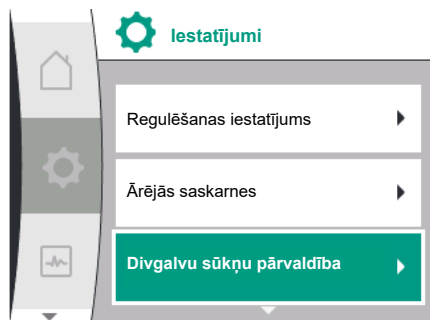 Iestatījumi
Regulēšanas iestatījums
Ārējās saskarnes
Divgalvu sūkņu pārvaldība